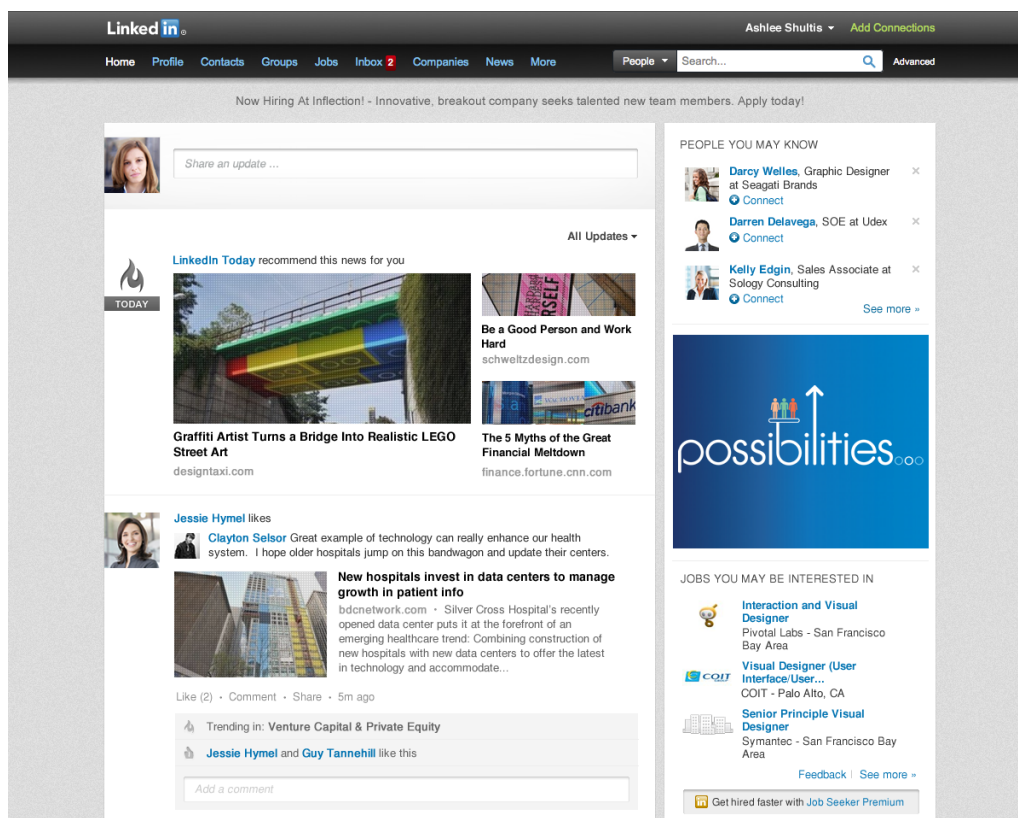 Linked in
Ashlee Shultis
Add Connections
Home Profile Contacts Groups Jobs Inbox 2 Companies News More
People
Search...
Advanced
Now Hiring At Inflection! - Innovative, breakout company seeks talented new team members. Apply today!
Share an update ...
All Updates
TODAY
LinkedIn Today recommend this news for you
Graffiti Artist Turns a Bridge Into Realistic LEGO
Street Art
designtaxi.com
SELF
Be a Good Person and Work
Hard
schweltzdesign.com
WACHOVIA
citibank
The 5 Myths of the Great
Financial Meltdown
finance.fortune.cnn.com
Jessie Hymel likes
Clayton Selsor Great example of technology can really enhance our health
system. I hope older hospitals jump on this bandwagon and update their centers.
New hospitals invest in data centers to manage
growth in patient info
bdcnetwork.com • Silver Cross Hospital's recently
opened data center puts it at the forefront of an
emerging healthcare trend: Combining construction of
new hospitals with new data centers to offer the latest
in technology and accommodate...
Like (2) • Comment • Share • 5m ago
Trending in: Venture Capital & Private Equity
Jessie Hymel and Guy Tannehill like this
Add a comment
PEOPLE YOU MAY KNOW
Darcy Welles, Graphic Designer
at Seagati Brands
Connect
Darren Delavega, SOE at Udex
Connect
Kelly Edgin, Sales Associate at
Sology Consulting
Connect
See more »
possibilities...
JOBS YOU MAY BE INTERESTED IN
Interaction and Visual
Designer
Pivotal Labs - San Francisco
Bay Area
COIT
Visual Designer (User
Interface/User...
COIT - Palo Alto, CA
Senior Principle Visual
Designer
Symantec - San Francisco Bay
Area
Feedback | See more »
in Get hired faster with Job Seeker Premium